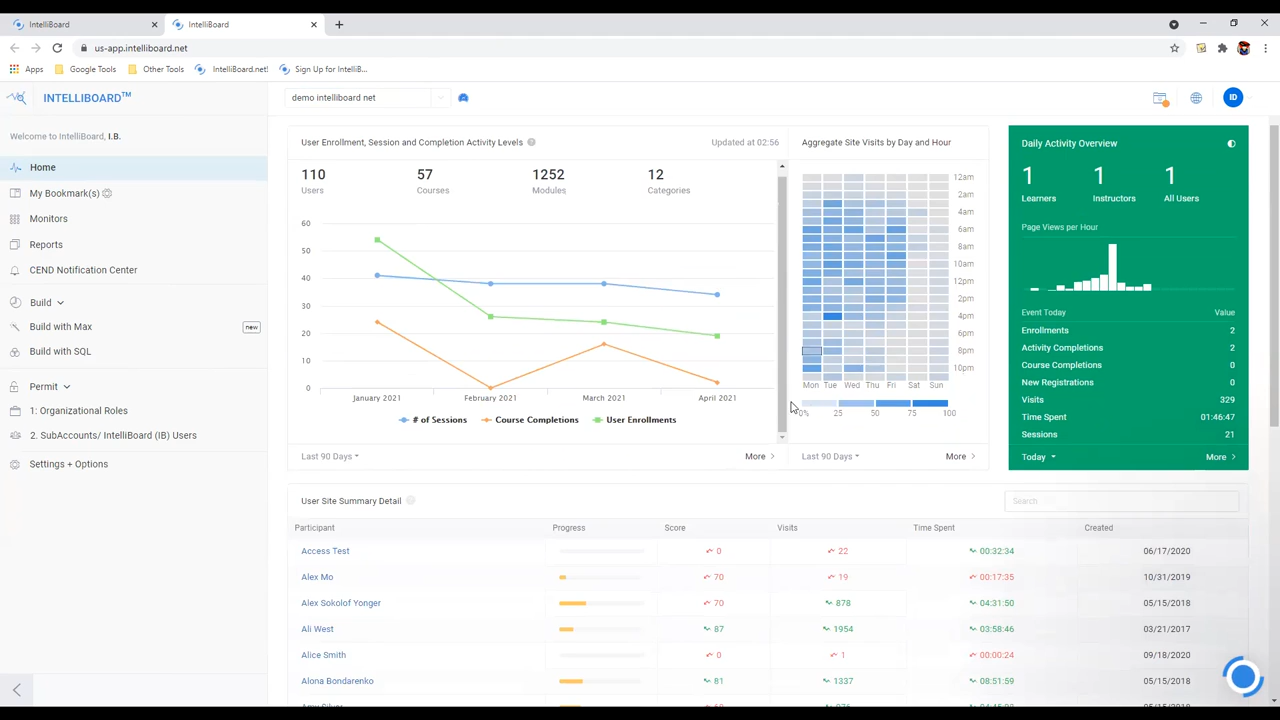 IntelliBoard
IntelliBoard
us-app.intelliboard.net
Apps
Google Tools
Other Tools
IntelliBoard.net!
Sign Up for IntelliB...
INTELLIBOARD™
demo intelliboard net
ID
Welcome to IntelliBoard, I.B.
Home
My Bookmark(s)
Monitors
Reports
CEND Notification Center
Build
Build with Max
new
Build with SQL
Permit
1: Organizational Roles
2. SubAccounts/ IntelliBoard (IB) Users
Settings + Options
User Enrollment, Session and Completion Activity Levels
Updated at 02:56
110
57
1252
12
Users
Courses
Modules
Categories
60
50
40
30
20
10
0
January 2021
February 2021
March 2021
April 2021
# of Sessions
Course Completions
User Enrollments
Last 90 Days
More
Aggregate Site Visits by Day and Hour
12am
2am
4am
6am
8am
10am
12pm
2pm
4pm
6pm
8pm
10pm
Mon Tue Wed Thu Fri Sat Sun
0% 25 50 75 100
Last 90 Days
More
Daily Activity Overview
1
1
1
Learners
Instructors
All Users
Page Views per Hour
Event Today Value
Enrollments 2
Activity Completions 2
Course Completions 0
New Registrations 0
Visits 329
Time Spent 01:46:47
Sessions 21
Today
More
User Site Summary Detail
Search
Participant Progress Score Visits Time Spent Created
Access Test 0 22 00:32:34 06/17/2020
Alex Mo 70 19 00:17:35 10/31/2019
Alex Sokolof Yonger 70 878 04:31:50 05/15/2018
Ali West 87 1954 03:58:46 03/21/2017
Alice Smith 0 1 00:00:24 09/18/2020
Alona Bondarenko 81 1337 08:51:59 05/15/2018